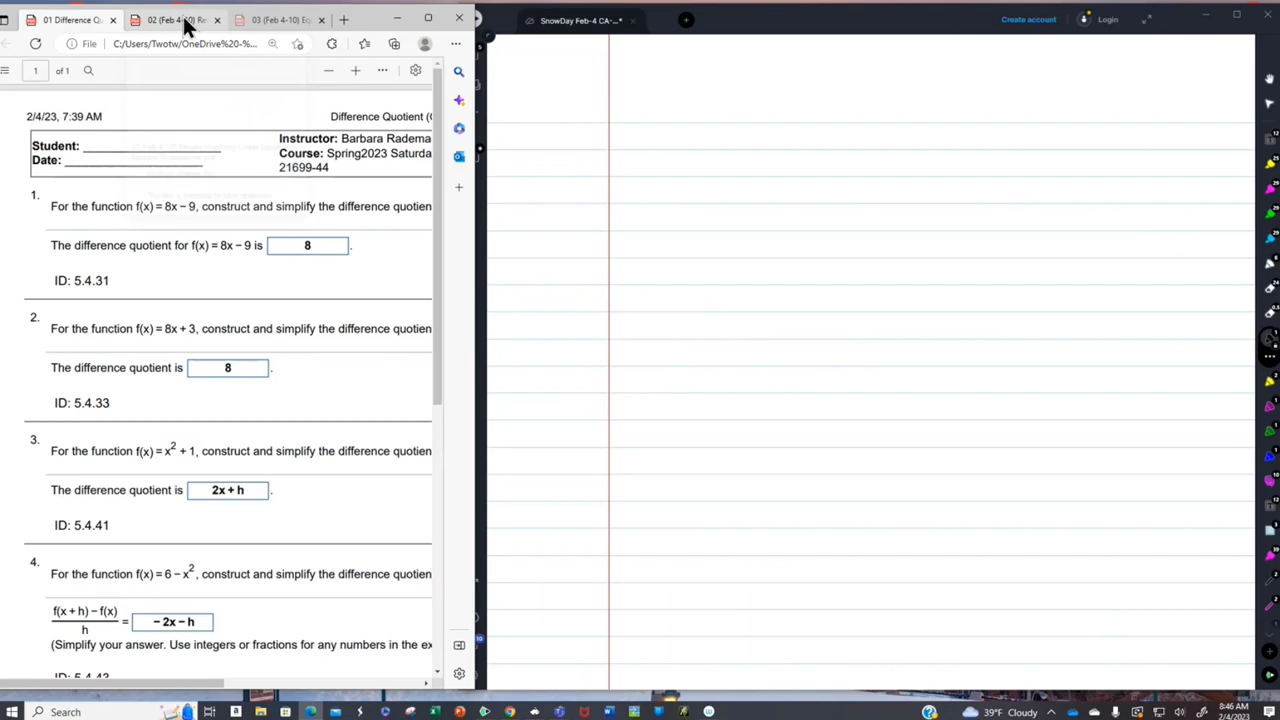 01 Difference Qu
02 (Feb 4-10) Re
03 (Feb 4-10) Eq
SnowDay Feb-4 CA-...*
Create account
Login
File
C:/Users/Twotw/OneDrive%20-%...
1
of 1
2/4/23, 7:39 AM
Difference Quotient (
Student:
Date:
Instructor: Barbara Radema
Course: Spring2023 Saturda
21699-44
1.
For the function f(x) = 8x − 9, construct and simplify the difference quotien
The difference quotient for f(x) = 8x − 9 is 8 .
ID: 5.4.31
2.
For the function f(x) = 8x + 3, construct and simplify the difference quotien
The difference quotient is 8 .
ID: 5.4.33
3.
For the function f(x) = x² + 1, construct and simplify the difference quotien
The difference quotient is 2x + h .
ID: 5.4.41
4.
For the function f(x) = 6 − x², construct and simplify the difference quotien
f(x + h) − f(x)
h
= − 2x − h
(Simplify your answer. Use integers or fractions for any numbers in the ex
ID: 5.4.43
Search
39°F Cloudy
8:46 AM
2/4/2023